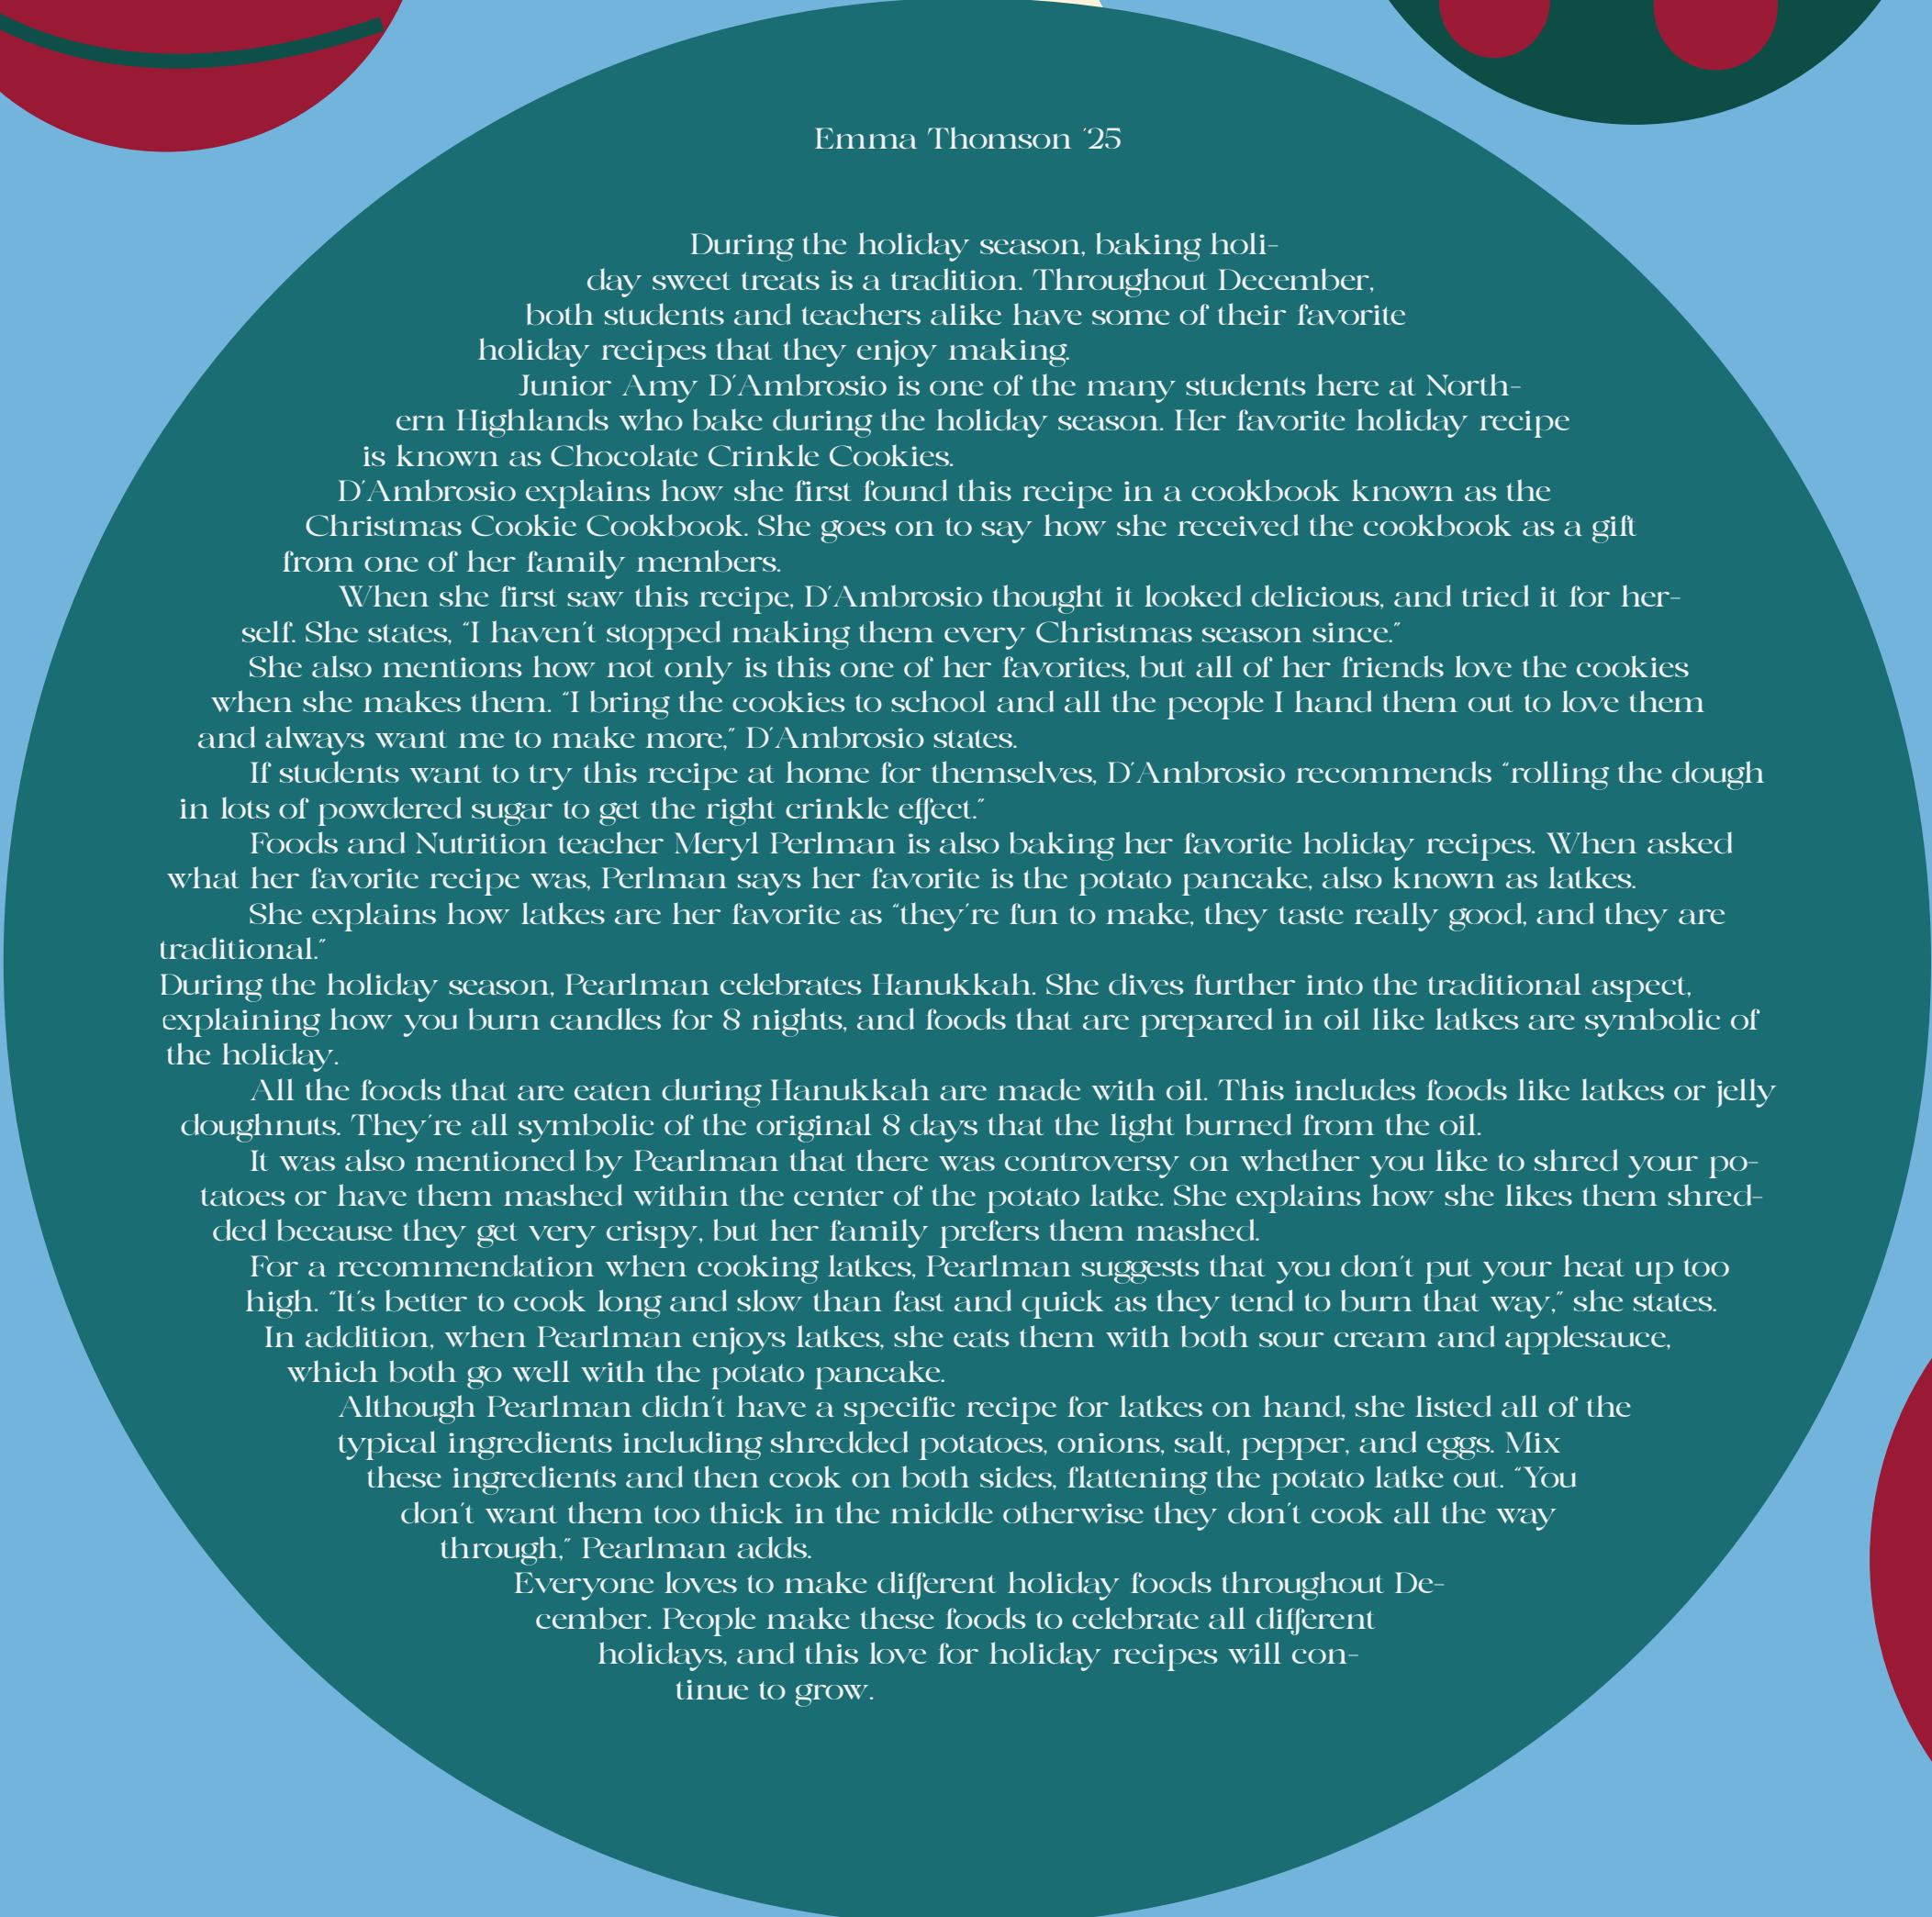 Emma Thomson '25
During the holiday season, baking holi-
day sweet treats is a tradition. Throughout December,
both students and teachers alike have some of their favorite
holiday recipes that they enjoy making.
Junior Amy D'Ambrosio is one of the many students here at North-
ern Highlands who bake during the holiday season. Her favorite holiday recipe
is known as Chocolate Crinkle Cookies.
D'Ambrosio explains how she first found this recipe in a cookbook known as the
Christmas Cookie Cookbook. She goes on to say how she received the cookbook as a gift
from one of her family members.
When she first saw this recipe, D'Ambrosio thought it looked delicious, and tried it for her-
self. She states, "I haven't stopped making them every Christmas season since."
She also mentions how not only is this one of her favorites, but all of her friends love the cookies
when she makes them. "I bring the cookies to school and all the people I hand them out to love them
and always want me to make more," D'Ambrosio states.
If students want to try this recipe at home for themselves, D'Ambrosio recommends "rolling the dough
in lots of powdered sugar to get the right crinkle effect."
Foods and Nutrition teacher Meryl Perlman is also baking her favorite holiday recipes. When asked
what her favorite recipe was, Perlman says her favorite is the potato pancake, also known as latkes.
She explains how latkes are her favorite as "they're fun to make, they taste really good, and they are
traditional."
During the holiday season, Pearlman celebrates Hanukkah. She dives further into the traditional aspect,
explaining how you burn candles for 8 nights, and foods that are prepared in oil like latkes are symbolic of
the holiday.
All the foods that are eaten during Hanukkah are made with oil. This includes foods like latkes or jelly
doughnuts. They're all symbolic of the original 8 days that the light burned from the oil.
It was also mentioned by Pearlman that there was controversy on whether you like to shred your po-
tatoes or have them mashed within the center of the potato latke. She explains how she likes them shred-
ded because they get very crispy, but her family prefers them mashed.
For a recommendation when cooking latkes, Pearlman suggests that you don't put your heat up too
high. "It's better to cook long and slow than fast and quick as they tend to burn that way," she states.
In addition, when Pearlman enjoys latkes, she eats them with both sour cream and applesauce,
which both go well with the potato pancake.
Although Pearlman didn't have a specific recipe for latkes on hand, she listed all of the
typical ingredients including shredded potatoes, onions, salt, pepper, and eggs. Mix
these ingredients and then cook on both sides, flattening the potato latke out. "You
don't want them too thick in the middle otherwise they don't cook all the way
through," Pearlman adds.
Everyone loves to make different holiday foods throughout De-
cember. People make these foods to celebrate all different
holidays, and this love for holiday recipes will con-
tinue to grow.